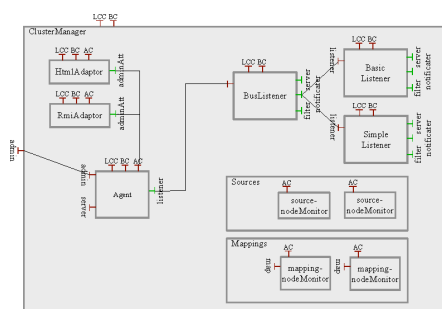 LCC BC
ClusterManager
LCC BC AC
HtmlAdaptor
adminAtt
LCC BC AC
RmiAdaptor
adminAtt
admin
LCC BC AC
admin
Agent
server
listener
LCC BC
BusListener
server
notificater
filter
LCC BC
listener
Basic
Listener
server
notificater
filter
LCC BC
listener
Simple
Listener
server
notificater
filter
Sources
AC
source-
nodeMonitor
AC
source-
nodeMonitor
Mappings
AC
map
mapping-
nodeMonitor
AC
map
mapping-
nodeMonitor